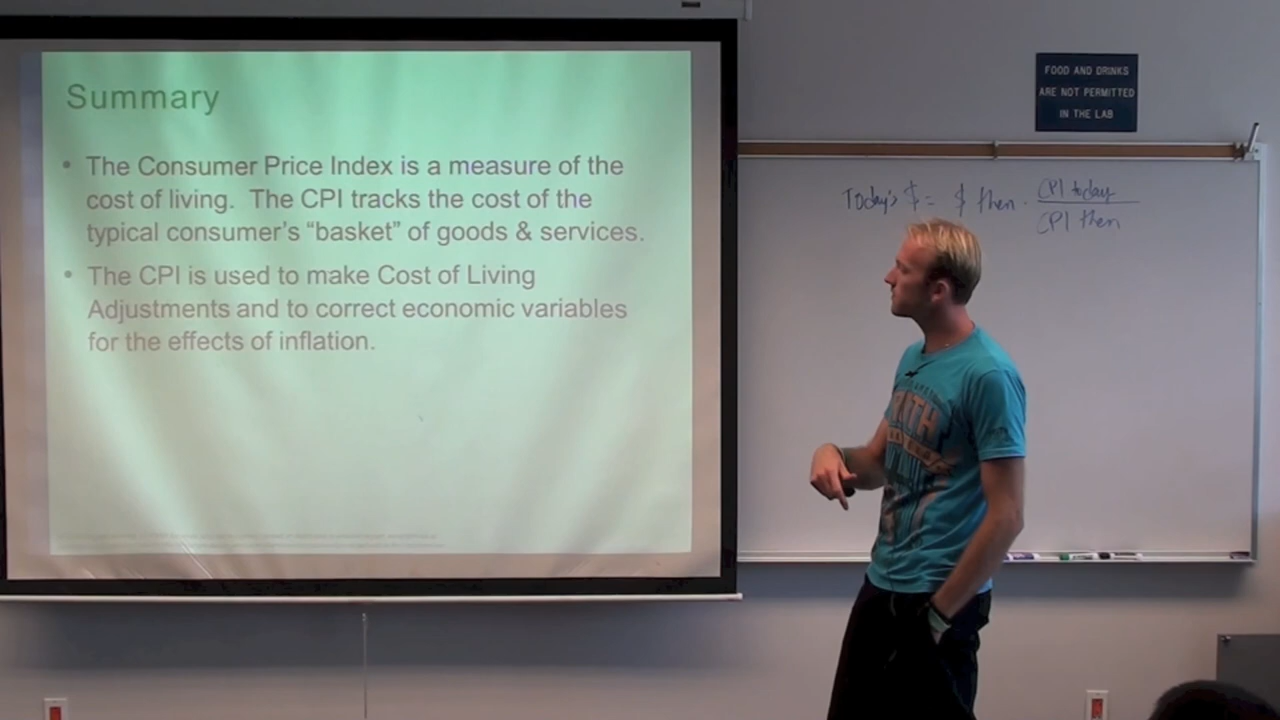 Summary
• The Consumer Price Index is a measure of the
cost of living. The CPI tracks the cost of the
typical consumer's “basket” of goods & services.
• The CPI is used to make Cost of Living
Adjustments and to correct economic variables
for the effects of inflation.
FOOD AND DRINKS
ARE NOT PERMITTED
IN THE LAB
Today's $ = $ then · CPI today
CPI then